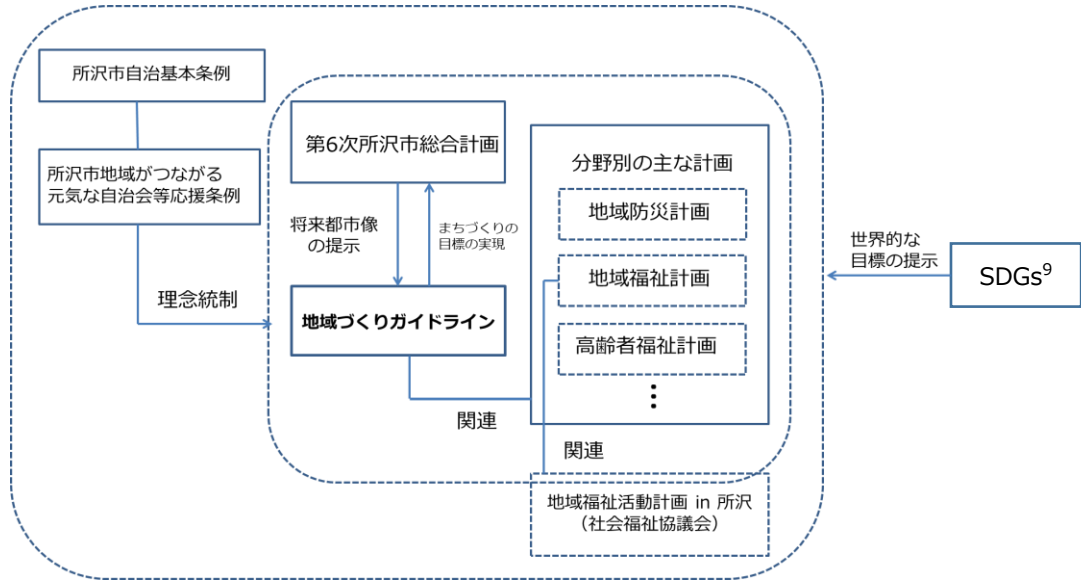 所沢市自治基本条例
所沢市地域がつながる
元気な自治会等応援条例
理念統制
第6次所沢市総合計画
将来都市像
の提示
まちづくりの
目標の実現
地域づくりガイドライン
関連
分野別の主な計画
地域防災計画
地域福祉計画
高齢者福祉計画
⋮
関連
地域福祉活動計画 in 所沢
（社会福祉協議会）
世界的な
目標の提示
SDGs⁹